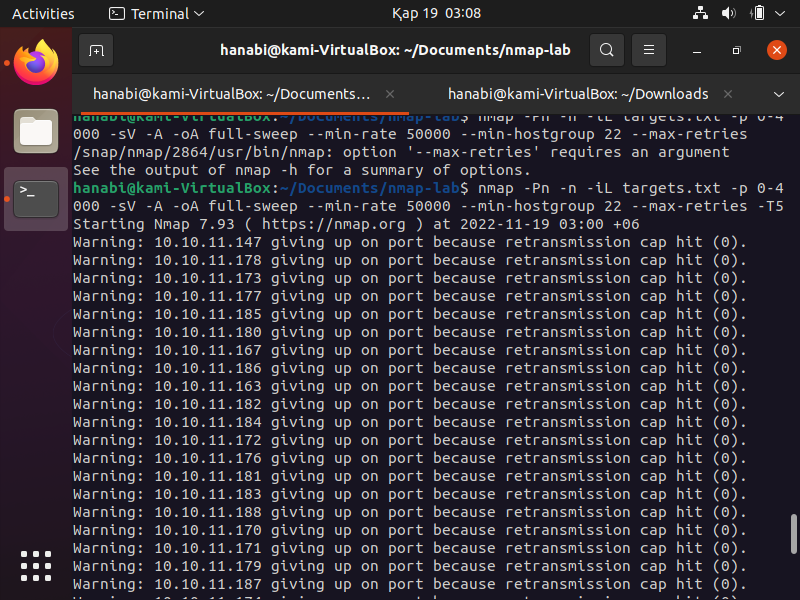 Activities
Terminal
Қар 19 03:08
hanabi@kami-VirtualBox: ~/Documents/nmap-lab
hanabi@kami-VirtualBox: ~/Documents…
hanabi@kami-VirtualBox: ~/Downloads
hanabi@kami-VirtualBox:~/Documents/nmap-lab$ nmap -Pn -n -iL targets.txt -p 0-4
000 -sV -A -oA full-sweep --min-rate 50000 --min-hostgroup 22 --max-retries
/snap/nmap/2864/usr/bin/nmap: option '--max-retries' requires an argument
See the output of nmap -h for a summary of options.
hanabi@kami-VirtualBox:~/Documents/nmap-lab$ nmap -Pn -n -iL targets.txt -p 0-4
000 -sV -A -oA full-sweep --min-rate 50000 --min-hostgroup 22 --max-retries -T5
Starting Nmap 7.93 ( https://nmap.org ) at 2022-11-19 03:00 +06
Warning: 10.10.11.147 giving up on port because retransmission cap hit (0).
Warning: 10.10.11.178 giving up on port because retransmission cap hit (0).
Warning: 10.10.11.173 giving up on port because retransmission cap hit (0).
Warning: 10.10.11.177 giving up on port because retransmission cap hit (0).
Warning: 10.10.11.185 giving up on port because retransmission cap hit (0).
Warning: 10.10.11.180 giving up on port because retransmission cap hit (0).
Warning: 10.10.11.167 giving up on port because retransmission cap hit (0).
Warning: 10.10.11.186 giving up on port because retransmission cap hit (0).
Warning: 10.10.11.163 giving up on port because retransmission cap hit (0).
Warning: 10.10.11.182 giving up on port because retransmission cap hit (0).
Warning: 10.10.11.184 giving up on port because retransmission cap hit (0).
Warning: 10.10.11.172 giving up on port because retransmission cap hit (0).
Warning: 10.10.11.176 giving up on port because retransmission cap hit (0).
Warning: 10.10.11.181 giving up on port because retransmission cap hit (0).
Warning: 10.10.11.183 giving up on port because retransmission cap hit (0).
Warning: 10.10.11.188 giving up on port because retransmission cap hit (0).
Warning: 10.10.11.170 giving up on port because retransmission cap hit (0).
Warning: 10.10.11.171 giving up on port because retransmission cap hit (0).
Warning: 10.10.11.179 giving up on port because retransmission cap hit (0).
Warning: 10.10.11.187 giving up on port because retransmission cap hit (0).